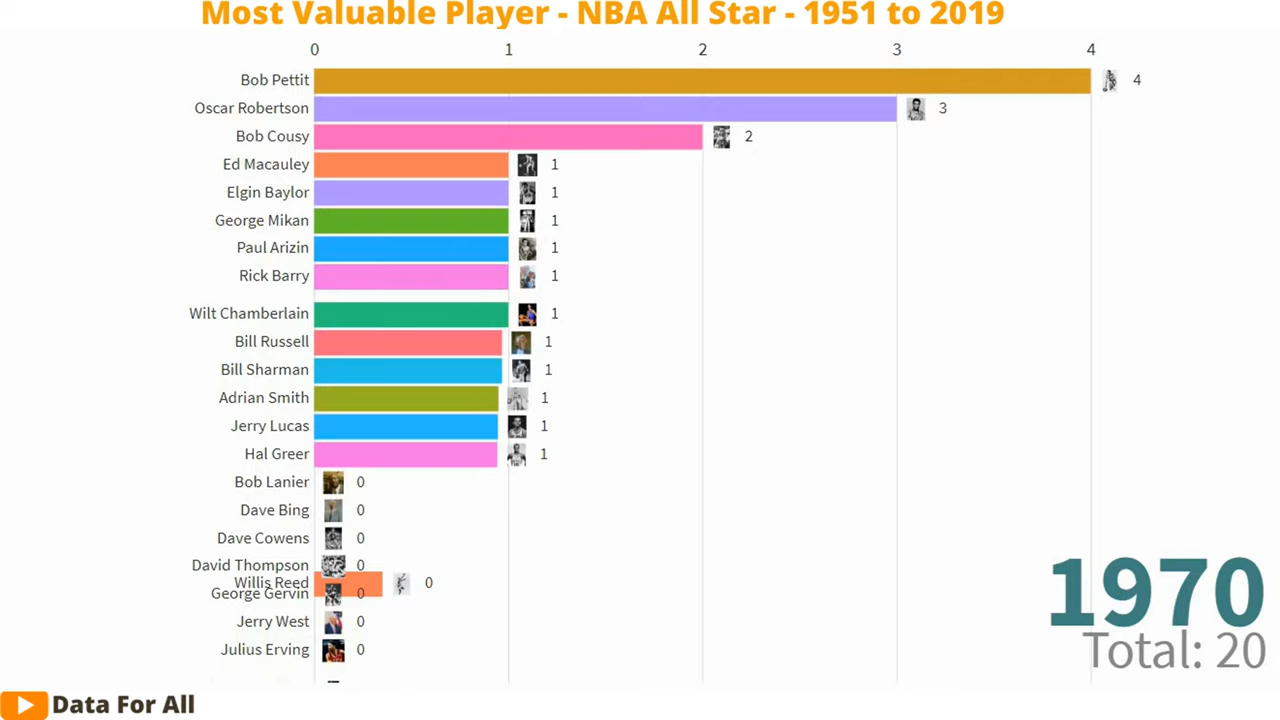 Most Valuable Player - NBA All Star - 1951 to 2019
0 1 2 3 4
Bob Pettit 4
Oscar Robertson 3
Bob Cousy 2
Ed Macauley 1
Elgin Baylor 1
George Mikan 1
Paul Arizin 1
Rick Barry 1
Wilt Chamberlain 1
Bill Russell 1
Bill Sharman 1
Adrian Smith 1
Jerry Lucas 1
Hal Greer 1
Bob Lanier 0
Dave Bing 0
Dave Cowens 0
David Thompson 0
Willis Reed 0
George Gervin 0
Jerry West 0
Julius Erving 0
1970
Total: 20
Data For All